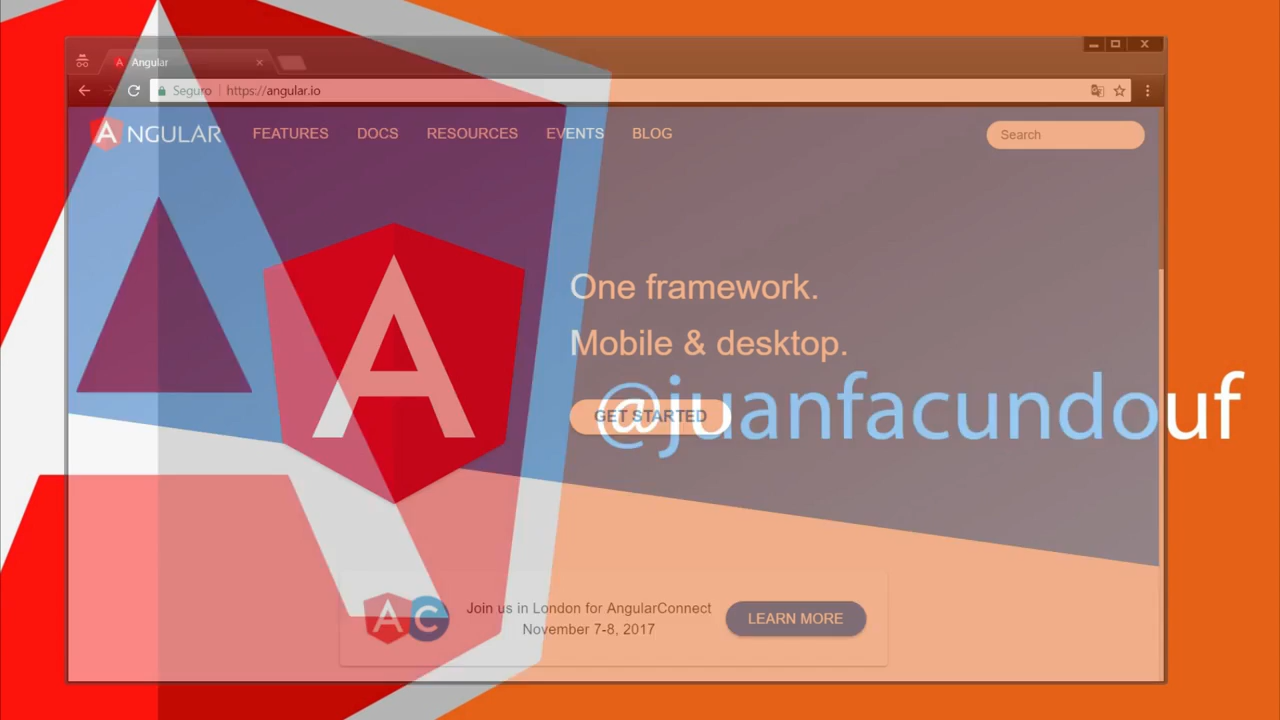 Angular
Seguro https://angular.io
ANGULAR FEATURES DOCS RESOURCES EVENTS BLOG Search
One framework.
Mobile & desktop.
GET STARTED
@juanfacundouf
AC Join us in London for AngularConnect
November 7-8, 2017
LEARN MORE